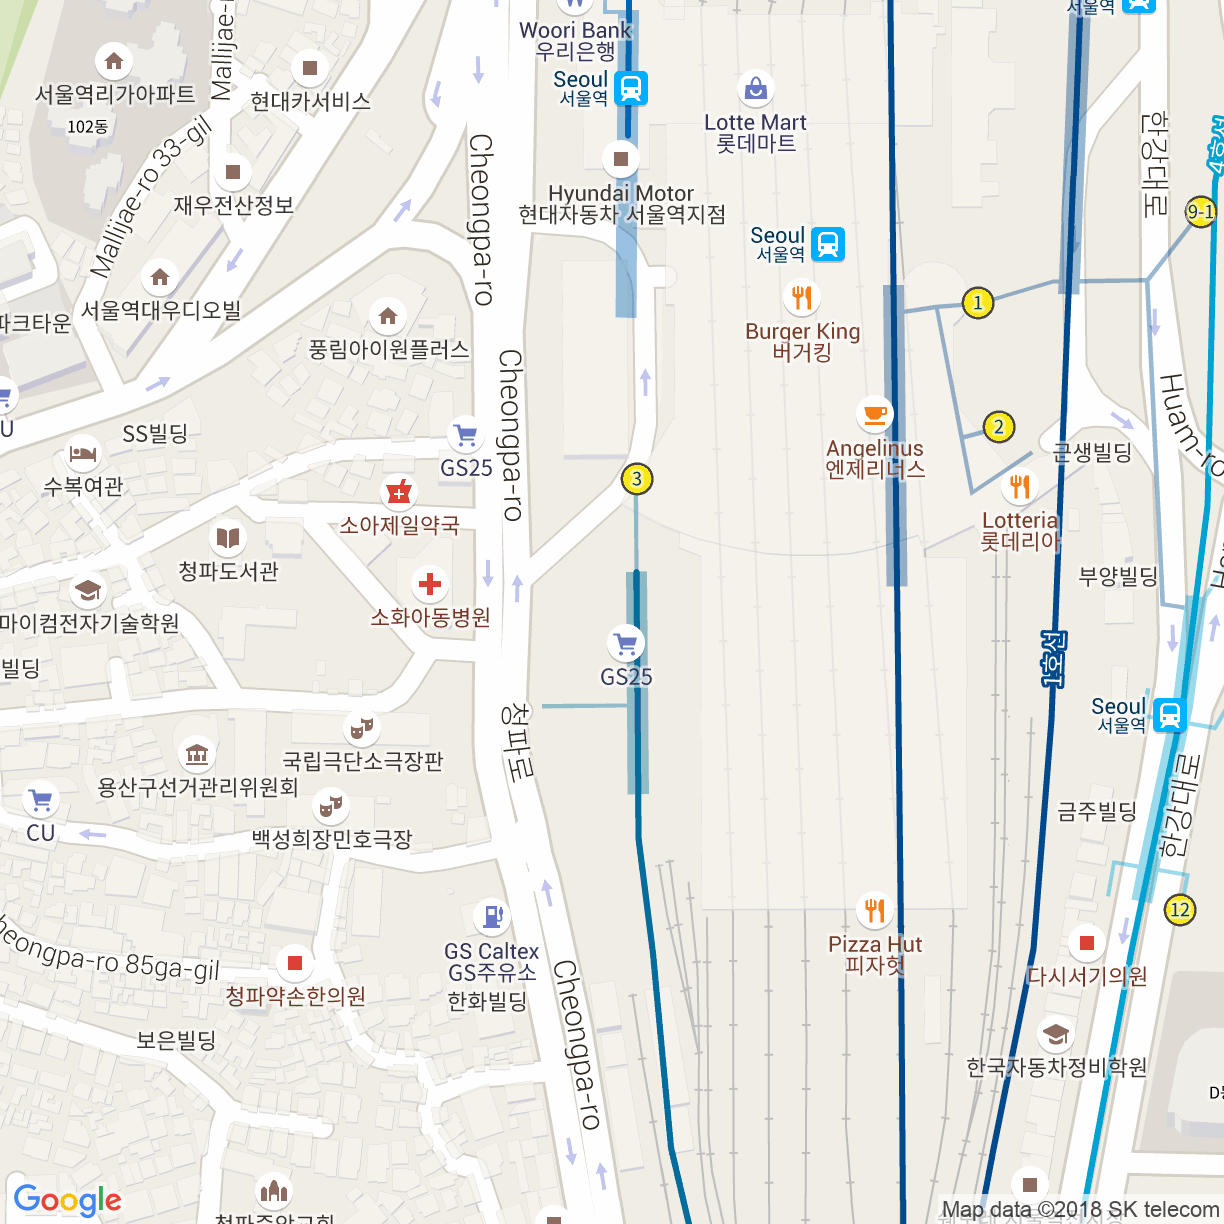 서울역
Woori Bank
우리은행
Seoul
서울역
Lotte Mart
롯데마트
서울역리가아파트
102동
현대카서비스
Mallijae-ro 33-gil
재우전산정보
Cheongpa-ro
Hyundai Motor
현대자동차 서울역지점
한강대로
4호선
9-1
Seoul
서울역
서울역대우디오빌
파크타운
풍림아이원플러스
Burger King
버거킹
1
Cheongpa-ro
Huam-ro
SS빌딩
GS25
수복여관
Angelinus
엔제리너스
2
근생빌딩
3
소아제일약국
Lotteria
롯데리아
청파도서관
부양빌딩
마이컴전자기술학원
소화아동병원
빌딩
GS25
1호선
Seoul
서울역
청파로
국립극단소극장판
용산구선거관리위원회
CU
백성희장민호극장
금주빌딩
한강대로
12
GS Caltex
GS주유소
한화빌딩
Pizza Hut
피자헛
다시서기의원
Cheongpa-ro 85ga-gil
청파약손한의원
보은빌딩
Cheongpa-ro
한국자동차정비학원
Google
청파중앙교회
Map data ©2018 SK telecom